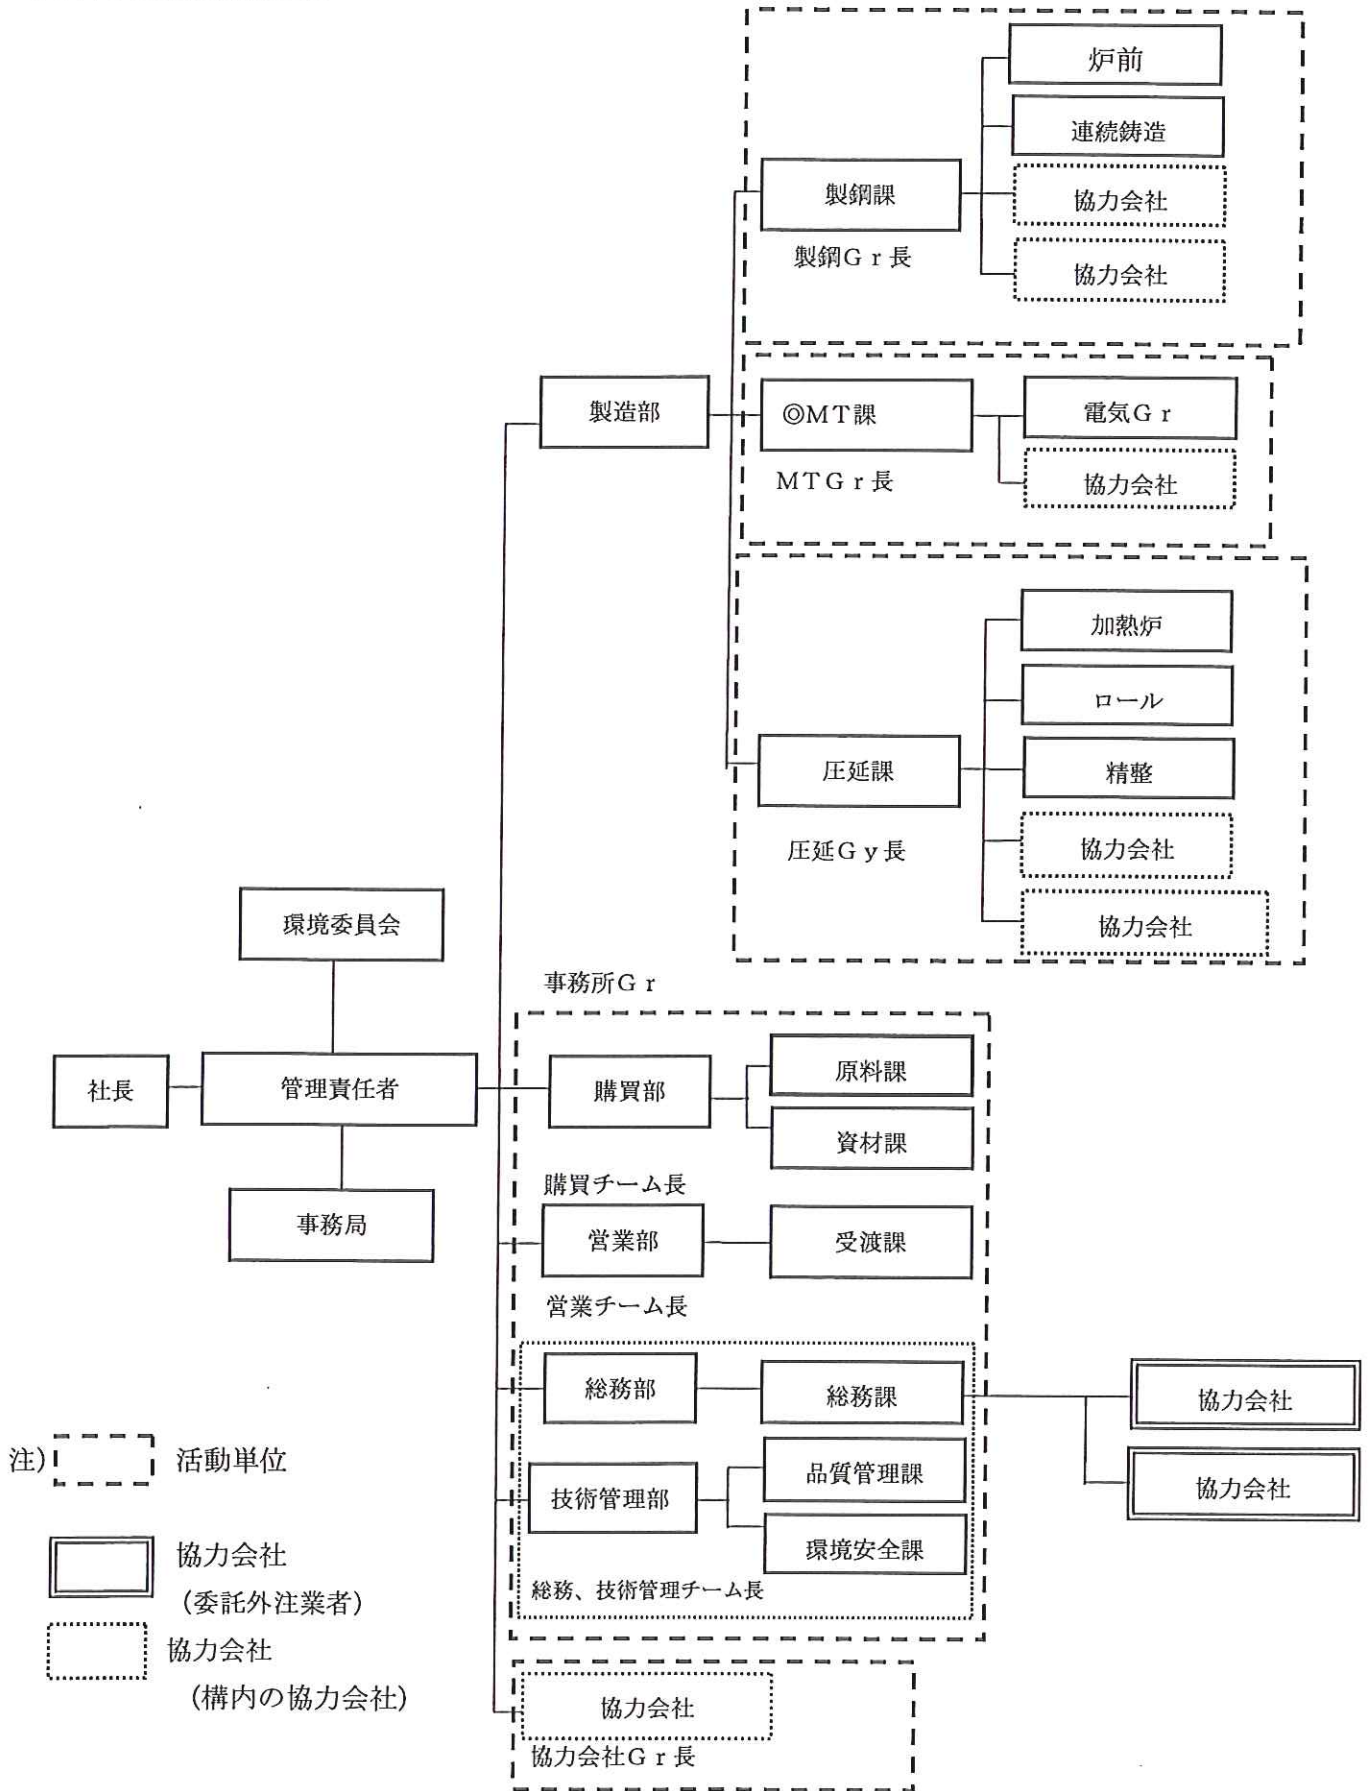 炉前
連続鋳造
製鋼課
協力会社
製鋼Ｇｒ長
協力会社
製造部
◎ＭＴ課
電気Ｇｒ
ＭＴＧｒ長
協力会社
加熱炉
ロール
圧延課
精整
圧延Ｇｙ長
協力会社
協力会社
環境委員会
事務所Ｇｒ
社長
管理責任者
購買部
原料課
資材課
購買チーム長
事務局
営業部
受渡課
営業チーム長
総務部
総務課
協力会社
協力会社
技術管理部
品質管理課
環境安全課
総務、技術管理チーム長
協力会社
協力会社Ｇｒ長
注) 活動単位
協力会社
(委託外注業者)
協力会社
(構内の協力会社)